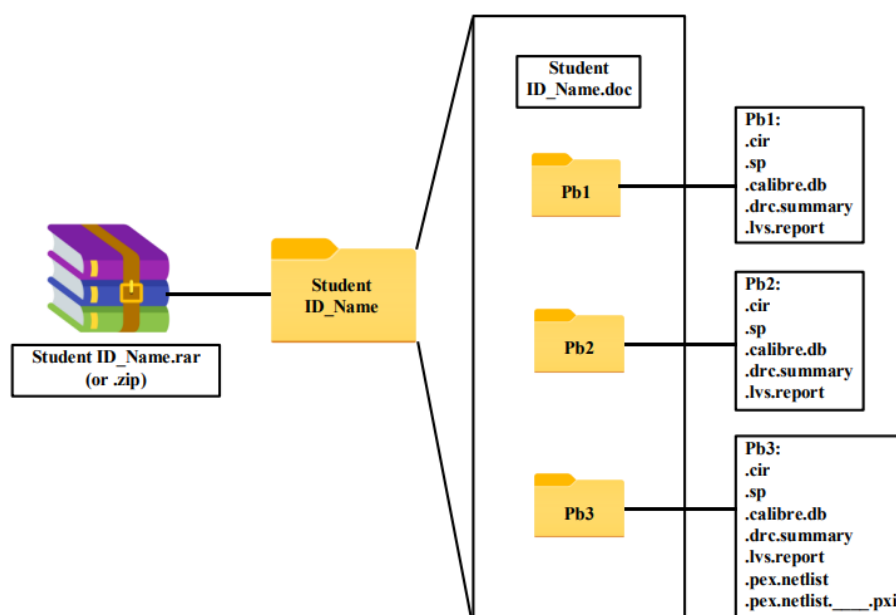 Student
ID_Name.doc
Pb1
Pb1:
.cir
.sp
.calibre.db
.drc.summary
.lvs.report
Student
ID_Name
Student ID_Name.rar
(or .zip)
Pb2
Pb2:
.cir
.sp
.calibre.db
.drc.summary
.lvs.report
Pb3
Pb3:
.cir
.sp
.calibre.db
.drc.summary
.lvs.report
.pex.netlist
.pex.netlist.____.pxi